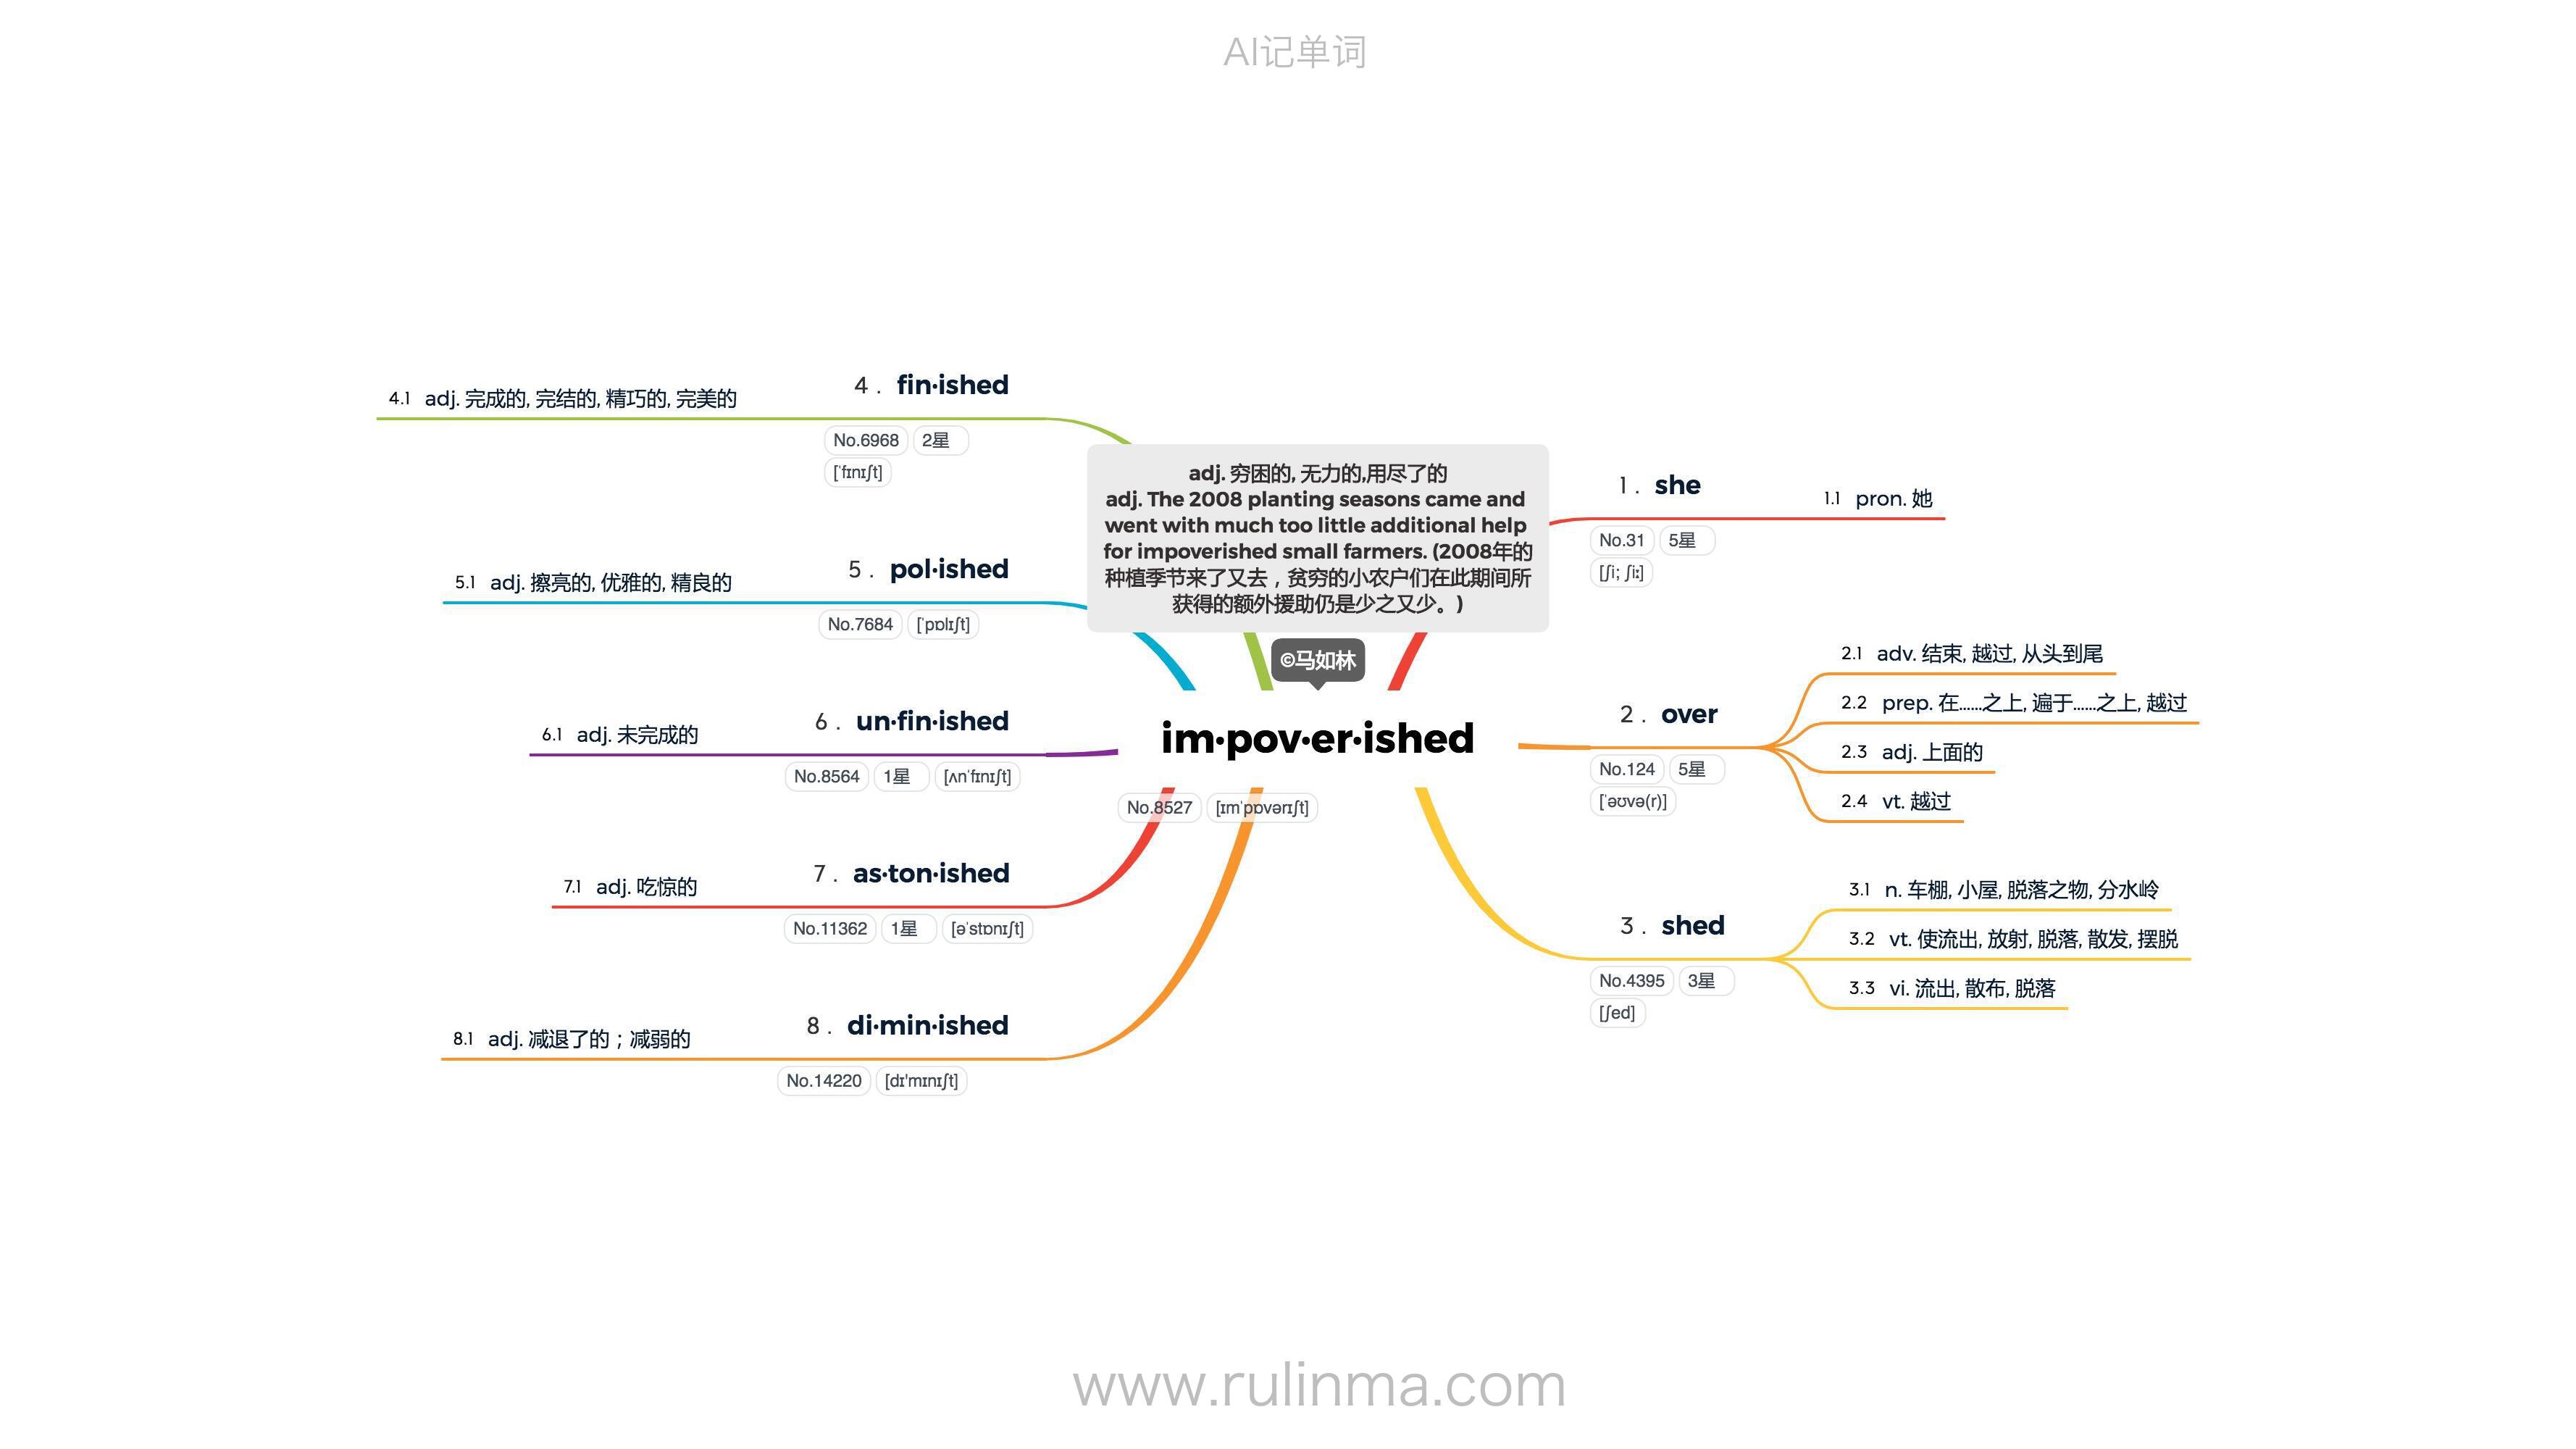 AI记单词
adj. 穷困的, 无力的,用尽了的
adj. The 2008 planting seasons came and
went with much too little additional help
for impoverished small farmers. (2008年的
种植季节来了又去，贫穷的小农户们在此期间所
获得的额外援助仍是少之又少。)
©马如林
im·pov·er·ished
No.8527 [ɪmˈpɒvərɪʃt]
1 . she
No.31 5星
[ʃi; ʃiː]
1.1 pron. 她
2 . over
No.124 5星
[ˈəʊvə(r)]
2.1 adv. 结束, 越过, 从头到尾
2.2 prep. 在……之上, 遍于……之上, 越过
2.3 adj. 上面的
2.4 vt. 越过
3 . shed
No.4395 3星
[ʃed]
3.1 n. 车棚, 小屋, 脱落之物, 分水岭
3.2 vt. 使流出, 放射, 脱落, 散发, 摆脱
3.3 vi. 流出, 散布, 脱落
4 . fin·ished
No.6968 2星
[ˈfɪnɪʃt]
4.1 adj. 完成的, 完结的, 精巧的, 完美的
5 . pol·ished
No.7684 [ˈpɒlɪʃt]
5.1 adj. 擦亮的, 优雅的, 精良的
6 . un·fin·ished
No.8564 1星 [ʌnˈfɪnɪʃt]
6.1 adj. 未完成的
7 . as·ton·ished
No.11362 1星 [əˈstɒnɪʃt]
7.1 adj. 吃惊的
8 . di·min·ished
No.14220 [dɪ'mɪnɪʃt]
8.1 adj. 减退了的；减弱的
www.rulinma.com